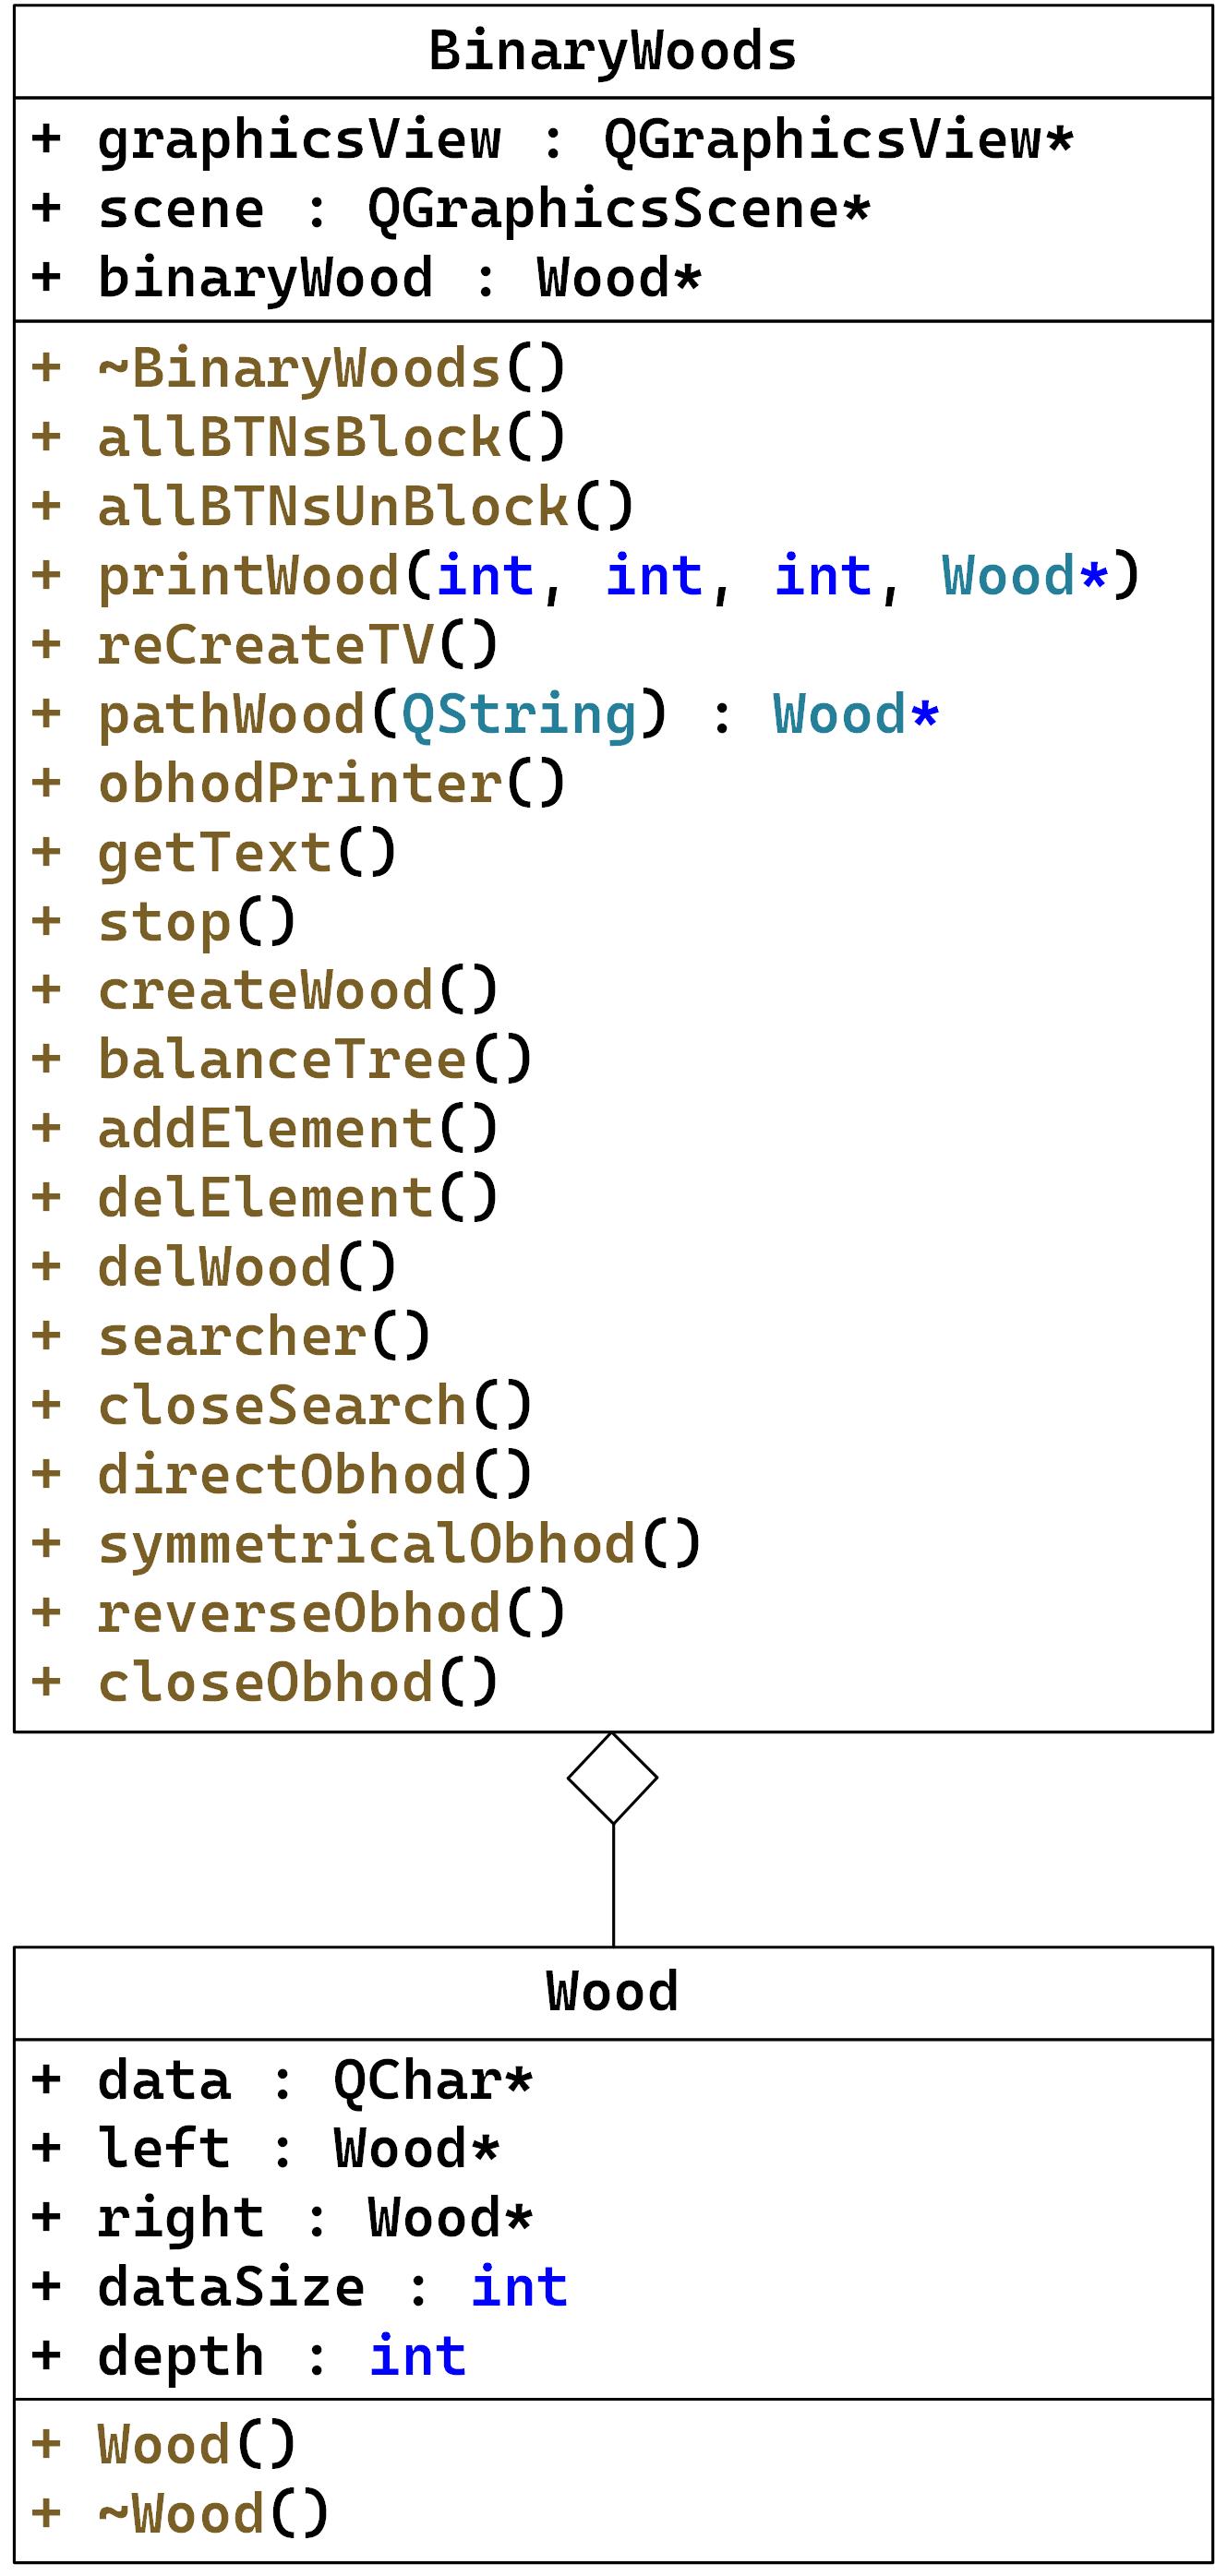 BinaryWoods
+ graphicsView : QGraphicsView*
+ scene : QGraphicsScene*
+ binaryWood : Wood*
+ ~BinaryWoods()
+ allBTNsBlock()
+ allBTNsUnBlock()
+ printWood(int, int, int, Wood*)
+ reCreateTV()
+ pathWood(QString) : Wood*
+ obhodPrinter()
+ getText()
+ stop()
+ createWood()
+ balanceTree()
+ addElement()
+ delElement()
+ delWood()
+ searcher()
+ closeSearch()
+ directObhod()
+ symmetricalObhod()
+ reverseObhod()
+ closeObhod()
Wood
+ data : QChar*
+ left : Wood*
+ right : Wood*
+ dataSize : int
+ depth : int
+ Wood()
+ ~Wood()